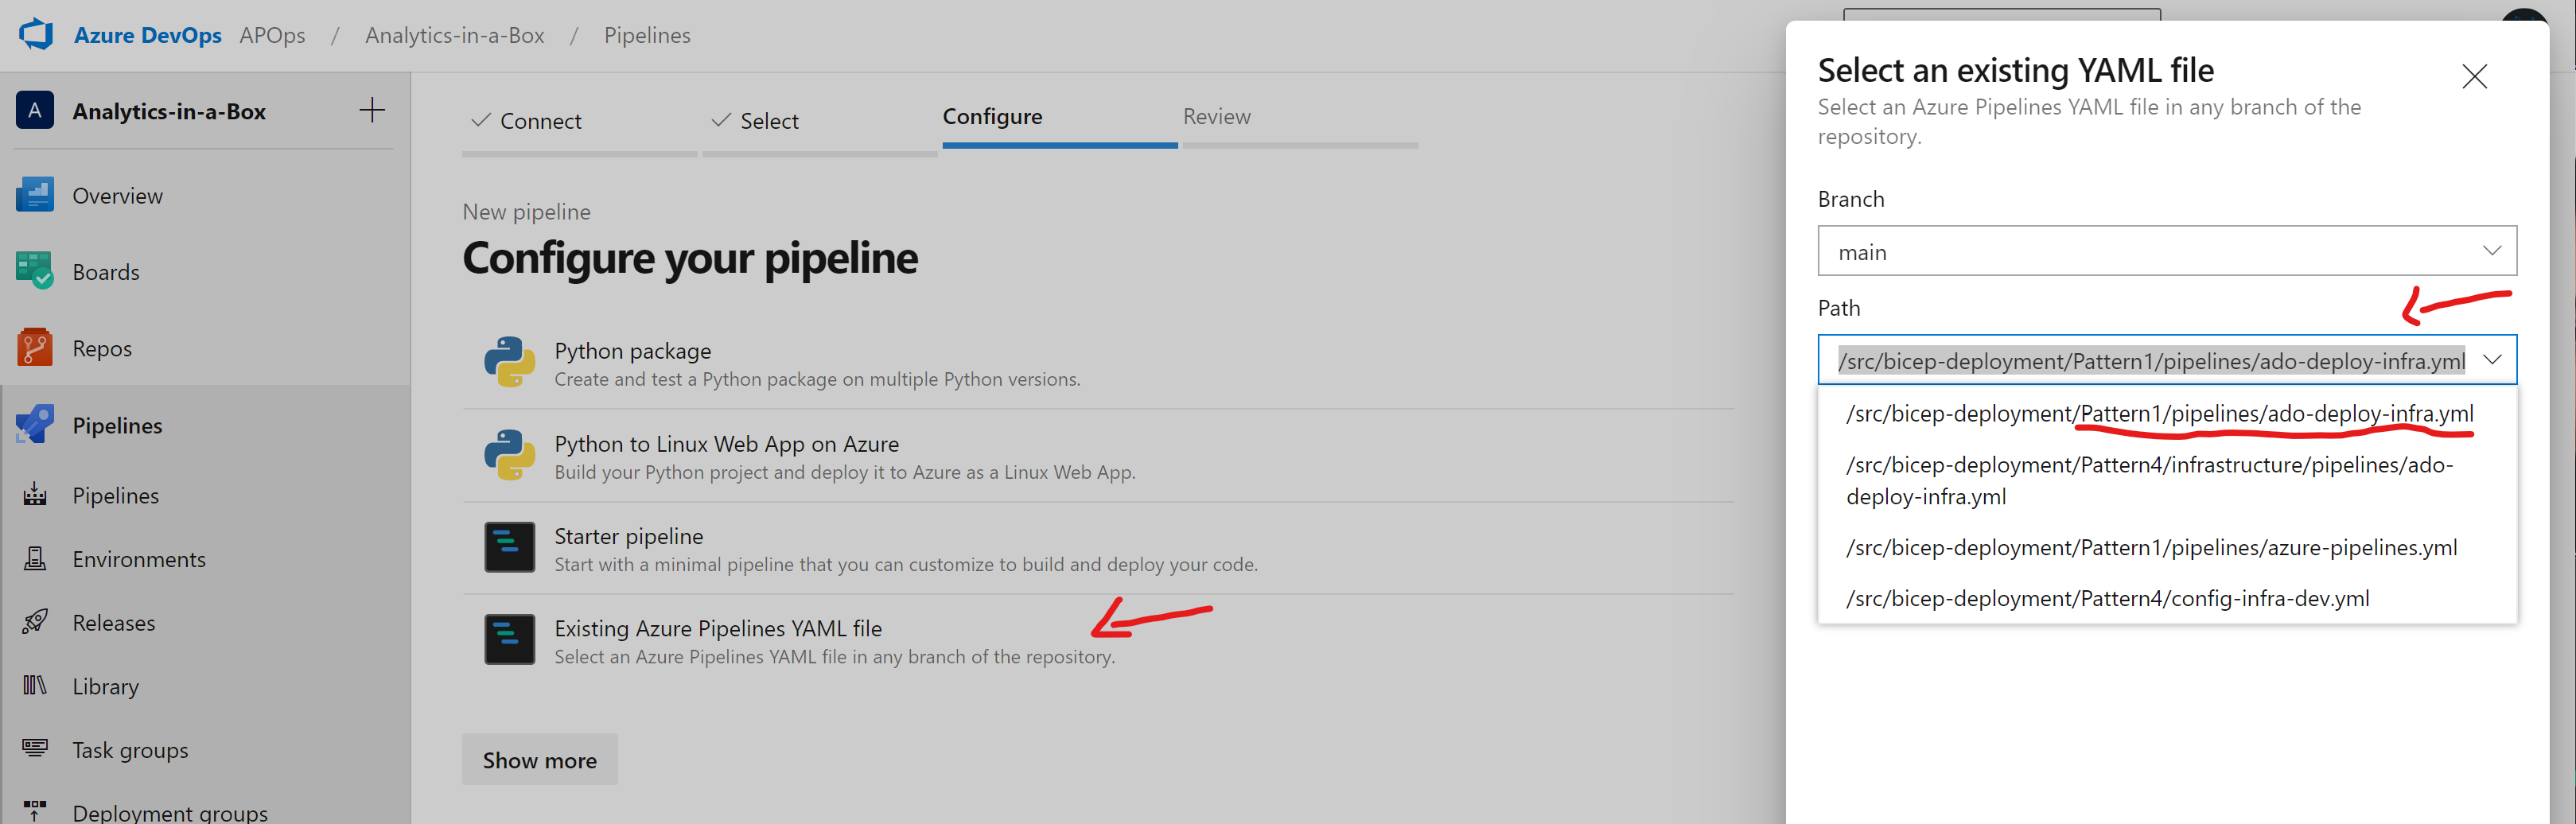 Azure DevOps APOps / Analytics-in-a-Box / Pipelines
A Analytics-in-a-Box
Overview
Boards
Repos
Pipelines
Pipelines
Environments
Releases
Library
Task groups
Deployment groups
Connect Select Configure Review
New pipeline
Configure your pipeline
Python package
Create and test a Python package on multiple Python versions.
Python to Linux Web App on Azure
Build your Python project and deploy it to Azure as a Linux Web App.
Starter pipeline
Start with a minimal pipeline that you can customize to build and deploy your code.
Existing Azure Pipelines YAML file
Select an Azure Pipelines YAML file in any branch of the repository.
Show more
Select an existing YAML file
Select an Azure Pipelines YAML file in any branch of the
repository.
Branch
main
Path
/src/bicep-deployment/Pattern1/pipelines/ado-deploy-infra.yml
/src/bicep-deployment/Pattern1/pipelines/ado-deploy-infra.yml
/src/bicep-deployment/Pattern4/infrastructure/pipelines/ado-
deploy-infra.yml
/src/bicep-deployment/Pattern1/pipelines/azure-pipelines.yml
/src/bicep-deployment/Pattern4/config-infra-dev.yml